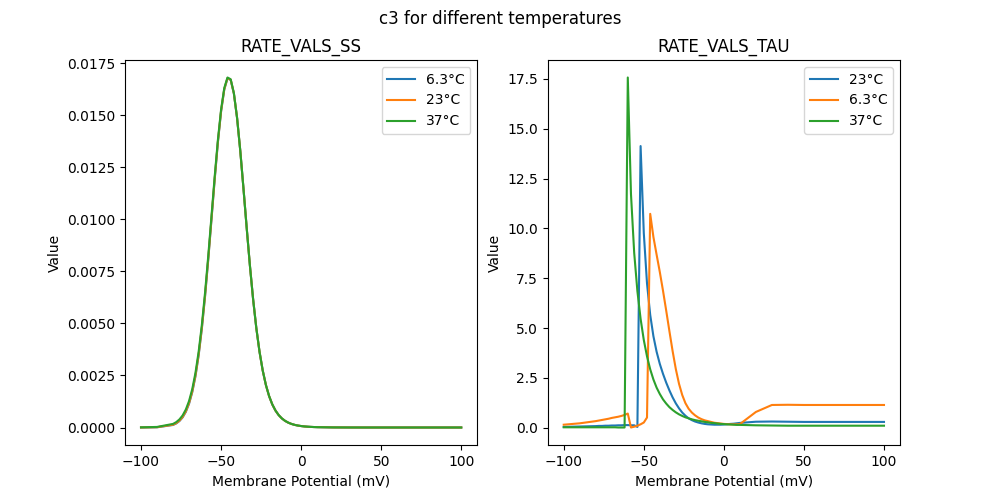 c3 for different temperatures
RATE_VALS_SS
0.0175
0.0150
0.0125
0.0100
0.0075
0.0050
0.0025
0.0000
Value
6.3°C
23°C
37°C
−100
−50
0
50
100
Membrane Potential (mV)
RATE_VALS_TAU
17.5
15.0
12.5
10.0
7.5
5.0
2.5
0.0
Value
23°C
6.3°C
37°C
−100
−50
0
50
100
Membrane Potential (mV)